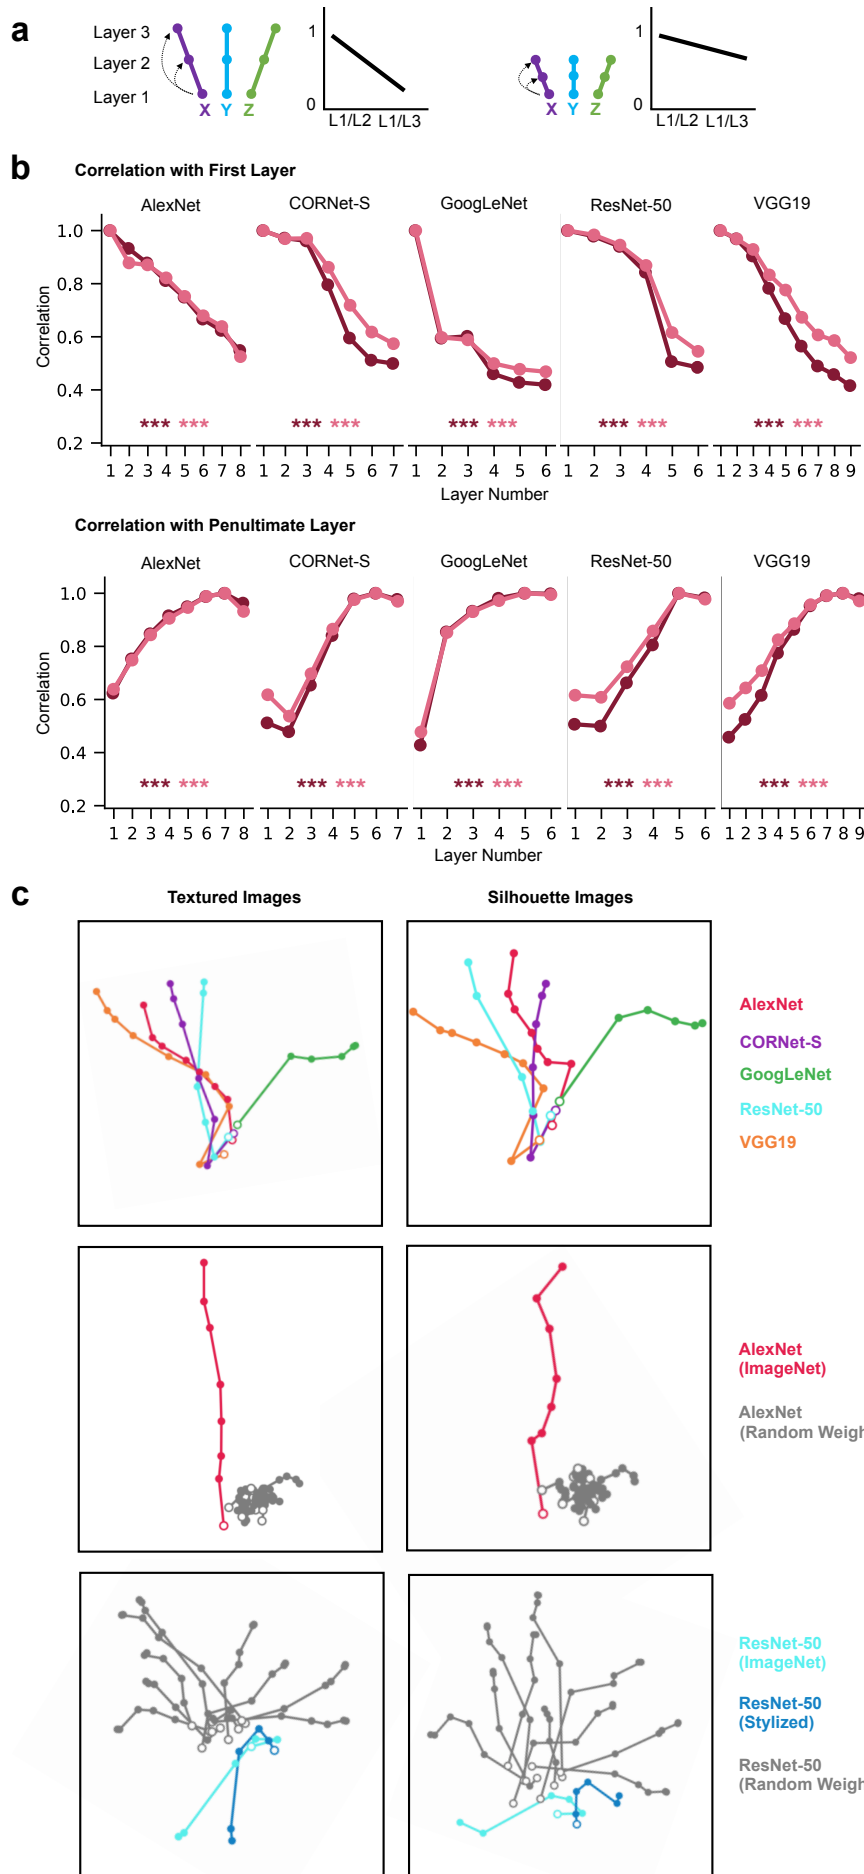 a
Layer 3
Layer 2
Layer 1
X Y Z
1
0
L1/L2 L1/L3
X Y Z
1
0
L1/L2 L1/L3
b
Correlation with First Layer
AlexNet CORNet-S GoogLeNet ResNet-50 VGG19
Correlation
1.0
0.8
0.6
0.4
0.2
*** *** *** *** *** *** *** *** *** ***
1 2 3 4 5 6 7 8 1 2 3 4 5 6 7 1 2 3 4 5 6 1 2 3 4 5 6 1 2 3 4 5 6 7 8 9
Layer Number
Correlation with Penultimate Layer
AlexNet CORNet-S GoogLeNet ResNet-50 VGG19
Correlation
1.0
0.8
0.6
0.4
0.2
*** *** *** *** *** *** *** *** *** ***
1 2 3 4 5 6 7 8 1 2 3 4 5 6 7 1 2 3 4 5 6 1 2 3 4 5 6 1 2 3 4 5 6 7 8 9
Layer Number
c
Textured Images Silhouette Images
AlexNet
CORNet-S
GoogLeNet
ResNet-50
VGG19
AlexNet
(ImageNet)
AlexNet
(Random Weigh
ResNet-50
(ImageNet)
ResNet-50
(Stylized)
ResNet-50
(Random Weigh